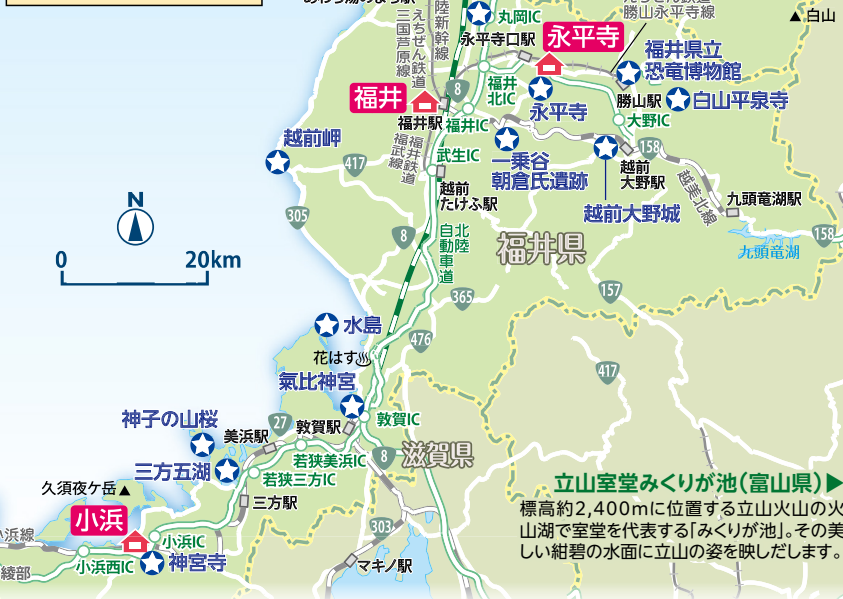 丸岡IC
えちぜん鉄道
三国芦原線
陸新幹線
勝山永平寺線
白山
永平寺口駅
永平寺
福井県立
恐竜博物館
福井
8
福井
北IC
永平寺
勝山駅
白山平泉寺
福井駅
福井IC
大野IC
越前岬
417
福井鉄道
福武線
武生IC
一乗谷
朝倉氏遺跡
158
越前
大野駅
越美北線
越前
たけふ駅
越前大野城
九頭竜湖駅
N
305
8
北陸
自動車道
福井県
158
九頭竜湖
0
20km
365
157
水島
476
花はす
417
氣比神宮
神子の山桜
27
敦賀駅
敦賀IC
美浜駅
若狭美浜IC
8
滋賀県
三方五湖
若狭三方IC
久須夜ケ岳
三方駅
小浜
303
小浜線
小浜IC
小浜西IC
神宮寺
綾部
マキノ駅
立山室堂みくりが池(富山県)▶
標高約2,400mに位置する立山火山の火
山湖で室堂を代表する「みくりが池」。その美
しい紺碧の水面に立山の姿を映しだします。